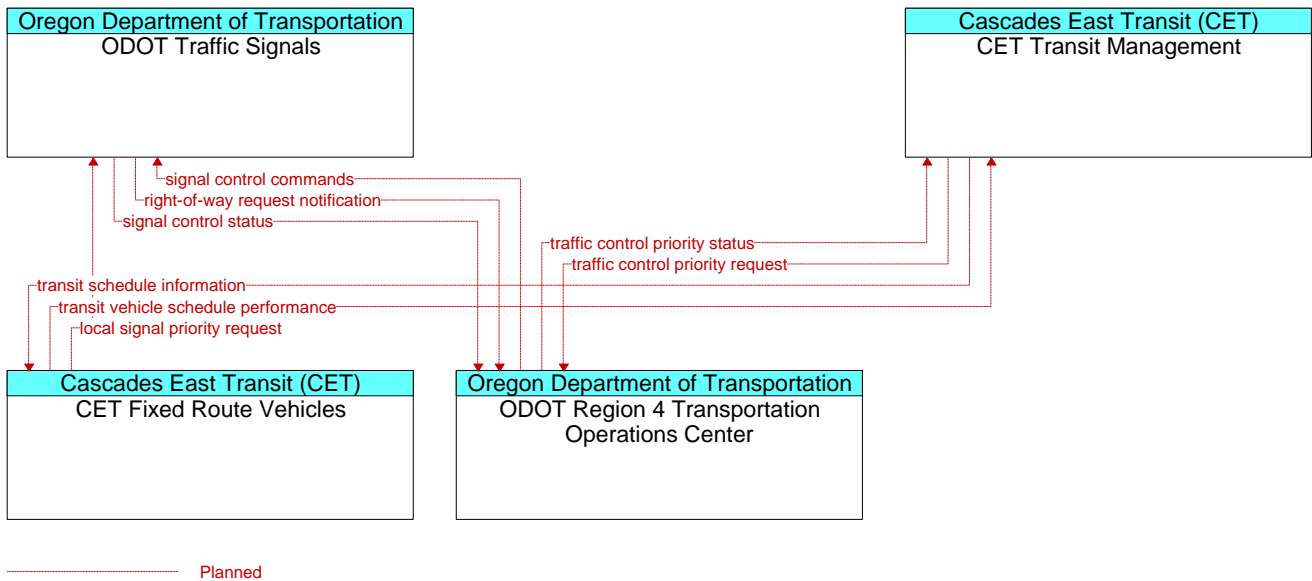 Oregon Department of Transportation
ODOT Traffic Signals
Cascades East Transit (CET)
CET Transit Management
signal control commands
right-of-way request notification
signal control status
traffic control priority status
traffic control priority request
transit schedule information
transit vehicle schedule performance
local signal priority request
Cascades East Transit (CET)
CET Fixed Route Vehicles
Oregon Department of Transportation
ODOT Region 4 Transportation
Operations Center
Planned